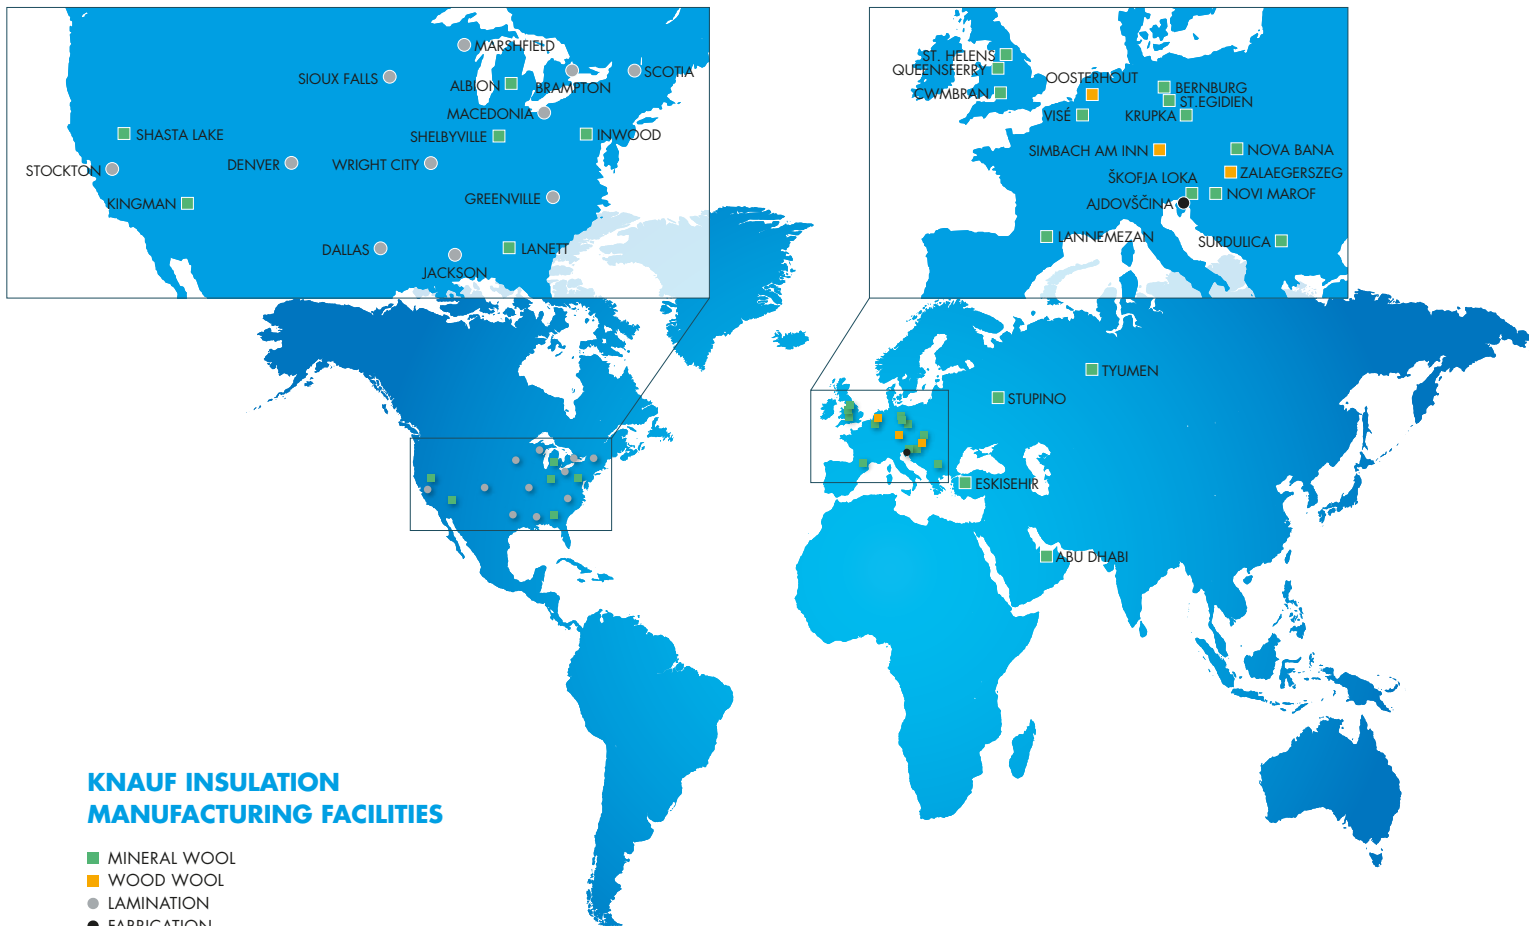 MARSHFIELD
SIOUX FALLS
ALBION
BRAMPTON
SCOTIA
MACEDONIA
SHASTA LAKE
SHELBYVILLE
INWOOD
STOCKTON
DENVER
WRIGHT CITY
KINGMAN
GREENVILLE
DALLAS
LANETT
JACKSON
ST. HELENS
QUEENSFERRY
OOSTERHOUT
CWMBRAN
BERNBURG
ST.EGIDIEN
VISÉ
KRUPKA
SIMBACH AM INN
NOVA BANA
ZALAEGERSZEG
ŠKOFJA LOKA
NOVI MAROF
AJDOVŠČINA
LANNEMEZAN
SURDULICA
TYUMEN
STUPINO
ESKISEHIR
ABU DHABI
KNAUF INSULATION
MANUFACTURING FACILITIES
MINERAL WOOL
WOOD WOOL
LAMINATION
FABRICATION